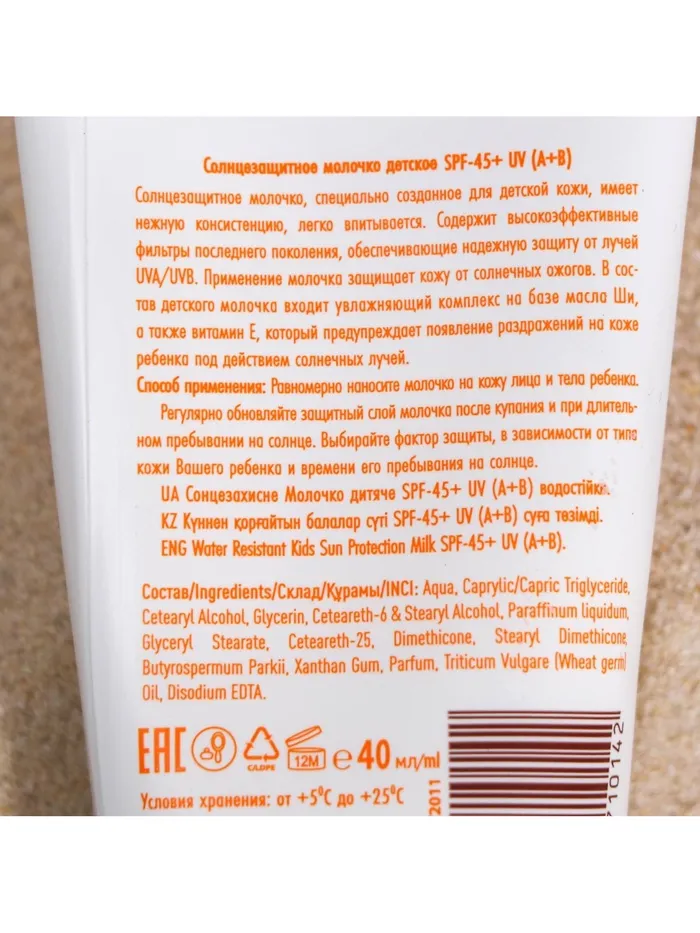 Солнцезащитное молочко детское SPF-45+ UV (A+B)
Солнцезащитное молочко, специально созданное для детской кожи, имеет
нежную консистенцию, легко впитывается. Содержит высокоэффективные
фильтры последнего поколения, обеспечивающие надежную защиту от лучей
UVA/UVB. Применение молочка защищает кожу от солнечных ожогов. В сос-
тав детского молочка входит увлажняющий комплекс на базе масла Ши,
а также витамин Е, который предупреждает появление раздражений на коже
ребенка под действием солнечных лучей.
Способ применения: Равномерно наносите молочко на кожу лица и тела ребенка.
Регулярно обновляйте защитный слой молочка после купания и при длитель-
ном пребывании на солнце. Выбирайте фактор защиты, в зависимости от типа
кожи Вашего ребенка и времени его пребывания на солнце.
UA Сонцезахисне Молочко дитяче SPF-45+ UV (A+B) водостійке.
KZ Күннен қорғайтын балалар сүті SPF-45+ UV (A+B) суға төзімді.
ENG Water Resistant Kids Sun Protection Milk SPF-45+ UV (A+B).
Состав/Ingredients/Склад/Құрамы/INCI: Aqua, Caprylic/Capric Triglyceride,
Cetearyl Alcohol, Glycerin, Ceteareth-6 & Stearyl Alcohol, Paraffinum liquidum,
Glyceryl Stearate, Ceteareth-25, Dimethicone, Stearyl Dimethicone,
Butyrospermum Parkii, Xanthan Gum, Parfum, Triticum Vulgare (Wheat germ)
Oil, Disodium EDTA.
EAC C/LDPE 12M e 40 мл/ml
Условия хранения: от +5°C до +25°C
2011
710142